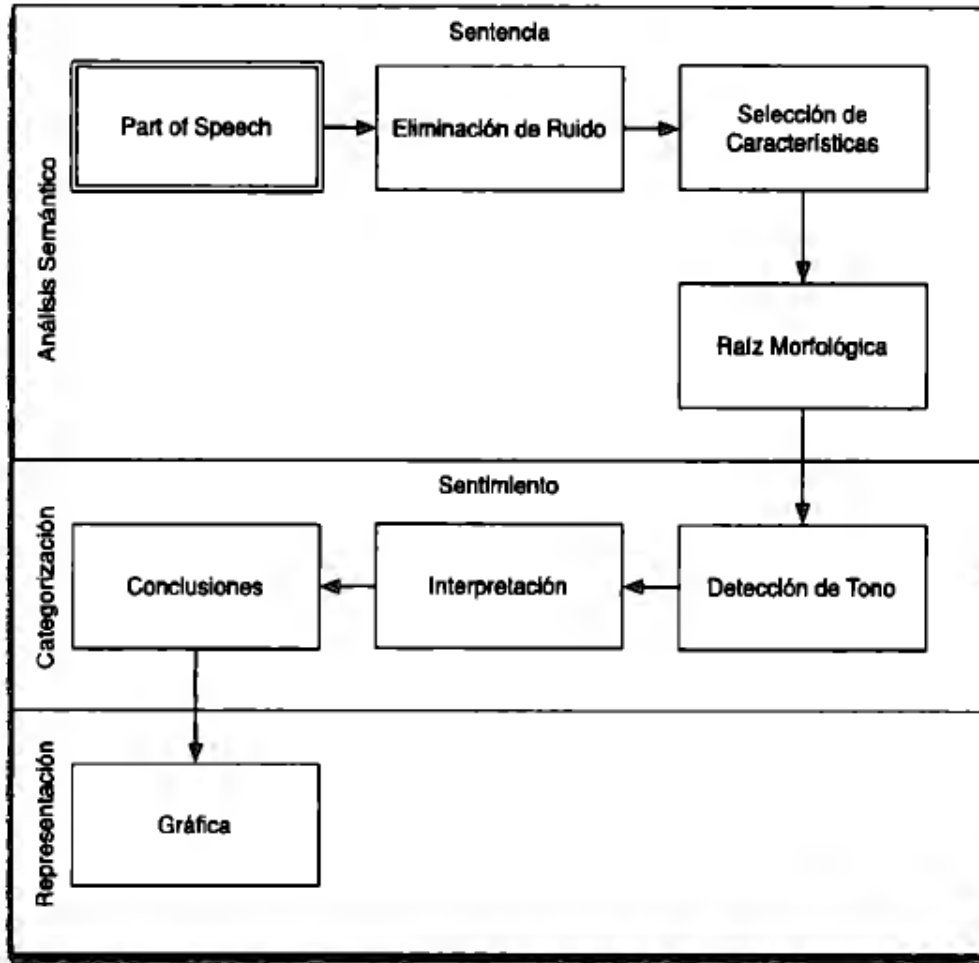 Sentencia
Análisis Semántico
Part of Speech
Eliminación de Ruido
Selección de
Características
Raíz Morfológica
Sentimiento
Categorización
Conclusiones
Interpretación
Detección de Tono
Representación
Gráfica